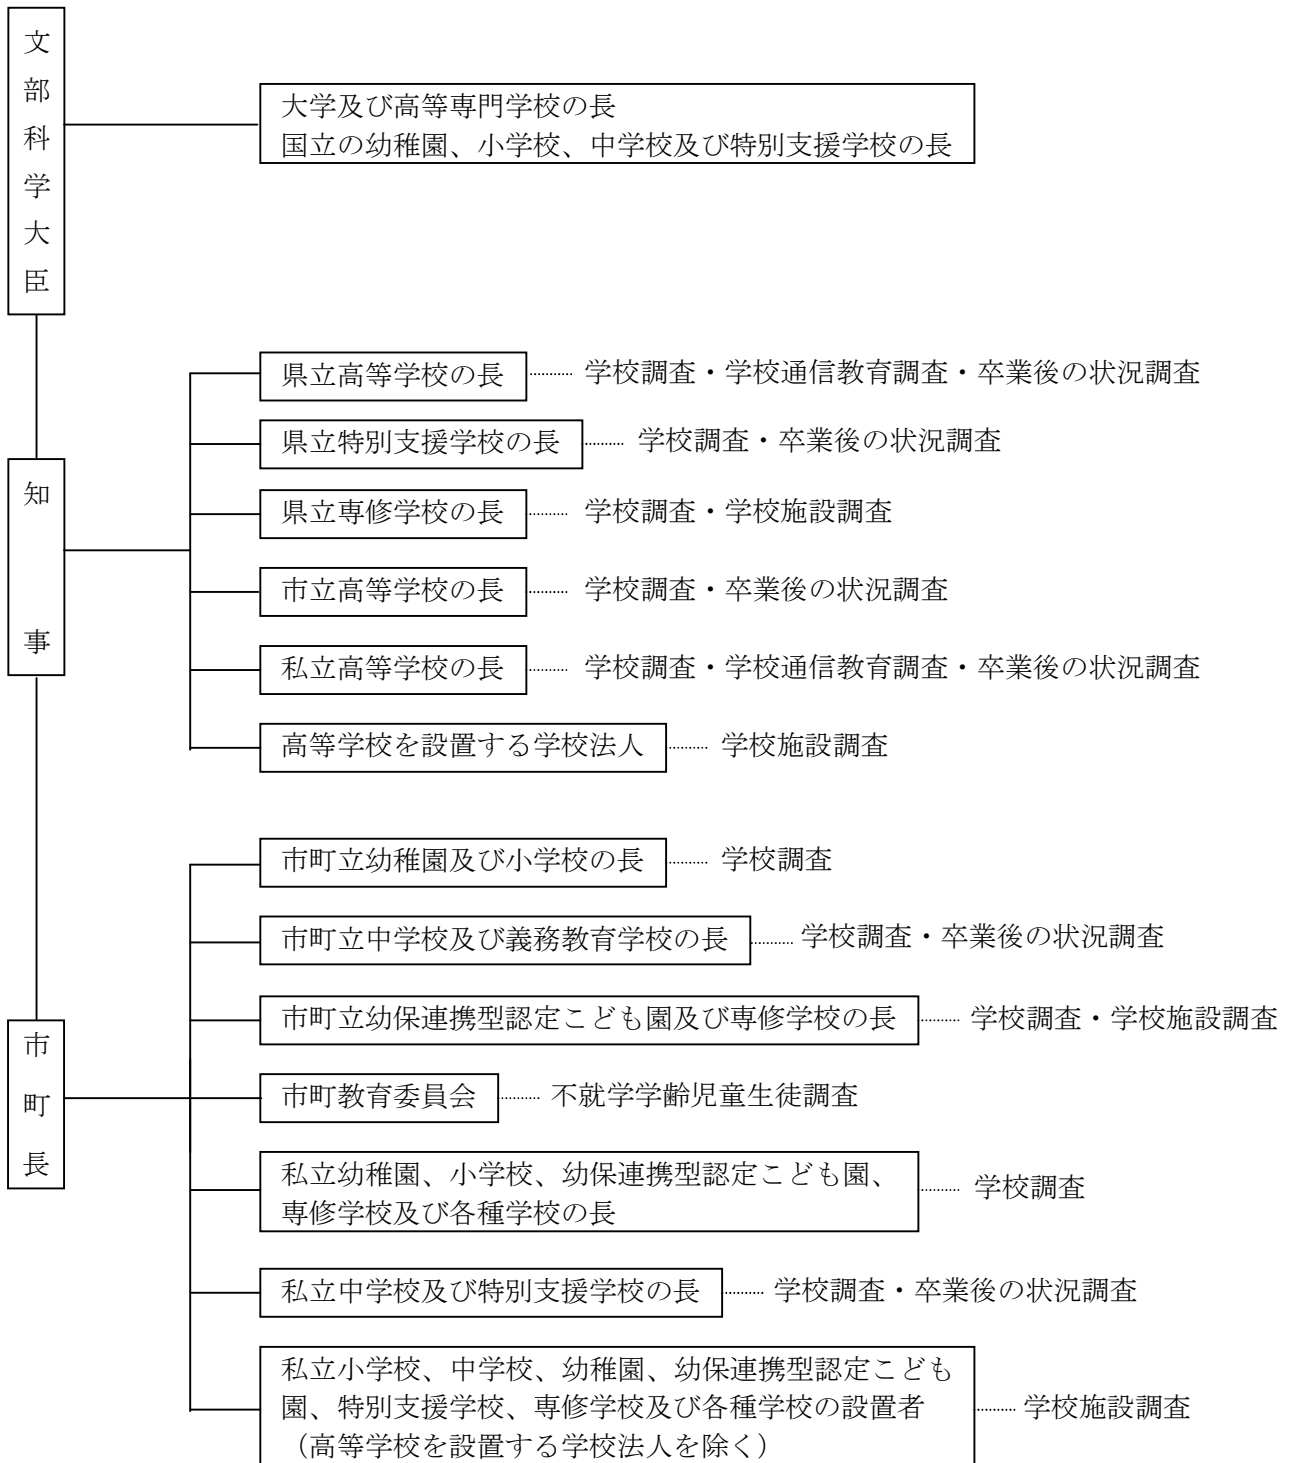 文部科学大臣
大学及び高等専門学校の長
国立の幼稚園、小学校、中学校及び特別支援学校の長
知事
県立高等学校の長 学校調査・学校通信教育調査・卒業後の状況調査
県立特別支援学校の長 学校調査・卒業後の状況調査
県立専修学校の長 学校調査・学校施設調査
市立高等学校の長 学校調査・卒業後の状況調査
私立高等学校の長 学校調査・学校通信教育調査・卒業後の状況調査
高等学校を設置する学校法人 学校施設調査
市町長
市町立幼稚園及び小学校の長 学校調査
市町立中学校及び義務教育学校の長 学校調査・卒業後の状況調査
市町立幼保連携型認定こども園及び専修学校の長 学校調査・学校施設調査
市町教育委員会 不就学学齢児童生徒調査
私立幼稚園、小学校、幼保連携型認定こども園、
専修学校及び各種学校の長
学校調査
私立中学校及び特別支援学校の長 学校調査・卒業後の状況調査
私立小学校、中学校、幼稚園、幼保連携型認定こども
園、特別支援学校、専修学校及び各種学校の設置者
（高等学校を設置する学校法人を除く）
学校施設調査